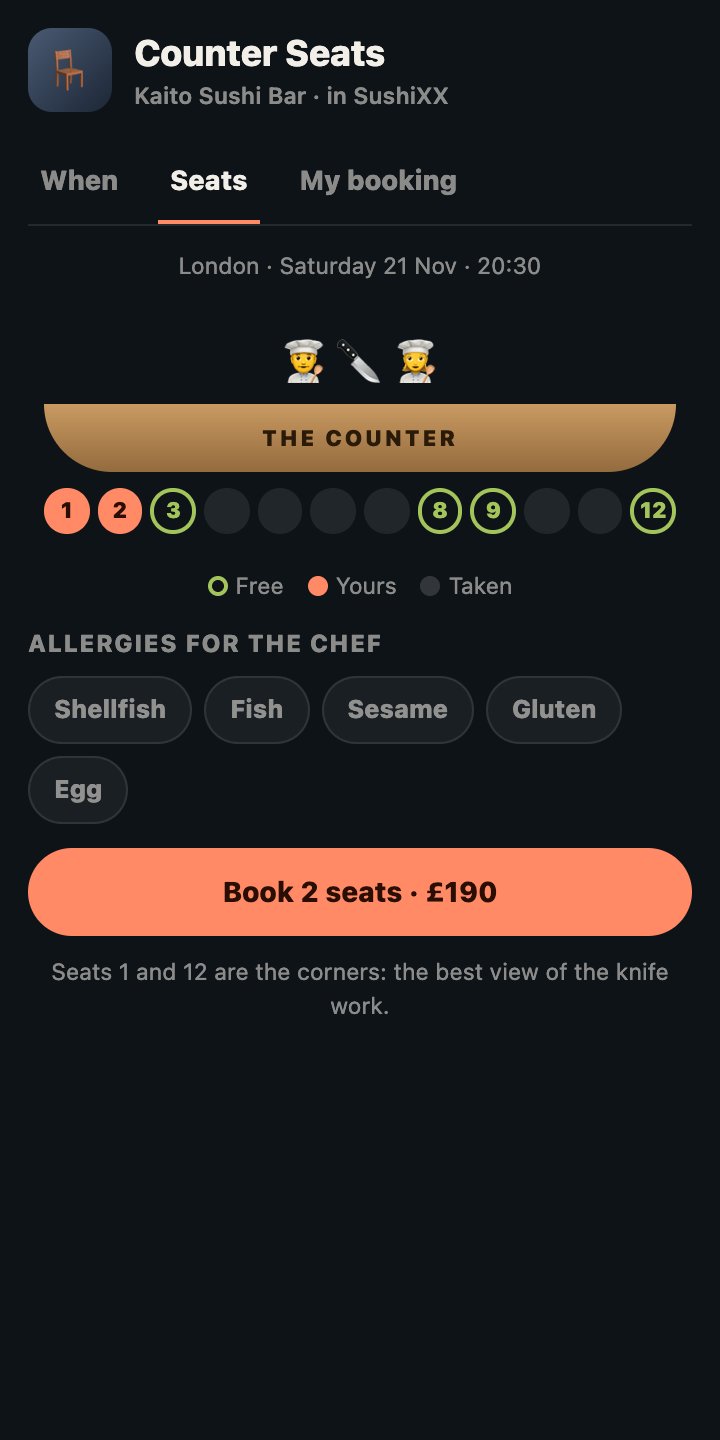 Counter Seats
Kaito Sushi Bar · in SushiXX
When Seats My booking
London · Saturday 21 Nov · 20:30
THE COUNTER
1 2 3 8 9 12
Free Yours Taken
ALLERGIES FOR THE CHEF
Shellfish Fish Sesame Gluten
Egg
Book 2 seats · £190
Seats 1 and 12 are the corners: the best view of the knife
work.